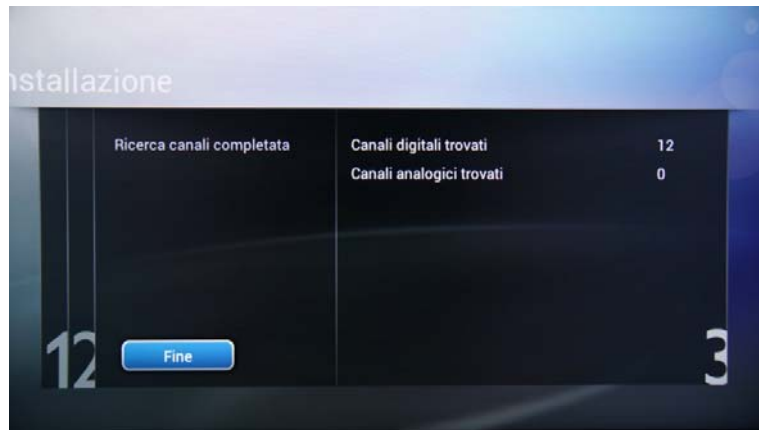 nstallazione
Ricerca canali completata
Canali digitali trovati 12
Canali analogici trovati 0
12
Fine
3